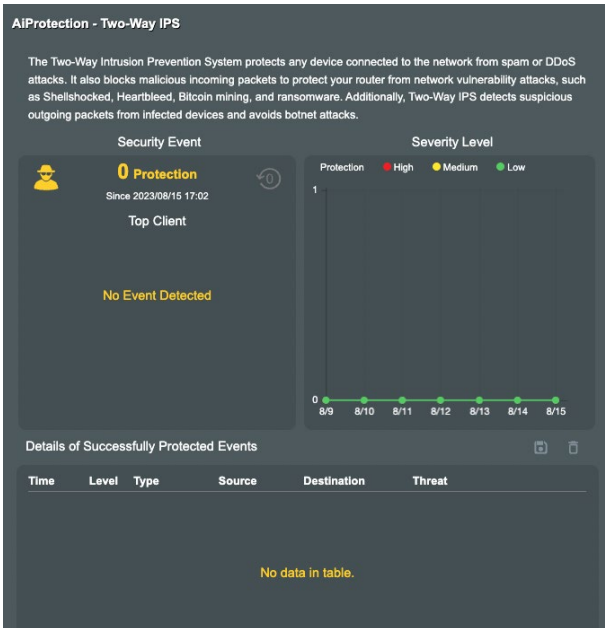 AiProtection - Two-Way IPS
The Two-Way Intrusion Prevention System protects any device connected to the network from spam or DDoS
attacks. It also blocks malicious incoming packets to protect your router from network vulnerability attacks, such
as Shellshocked, Heartbleed, Bitcoin mining, and ransomware. Additionally, Two-Way IPS detects suspicious
outgoing packets from infected devices and avoids botnet attacks.
Security Event
0 Protection
0
Since 2023/08/15 17:02
Top Client
No Event Detected
Severity Level
Protection High Medium Low
1
0
8/9 8/10 8/11 8/12 8/13 8/14 8/15
Details of Successfully Protected Events
Time Level Type Source Destination Threat
No data in table.